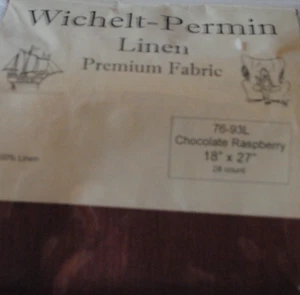 Wichelt-Permin
Linen
Premium Fabric
76-93L
Chocolate Raspberry
18" x 27"
28 count
100% Linen